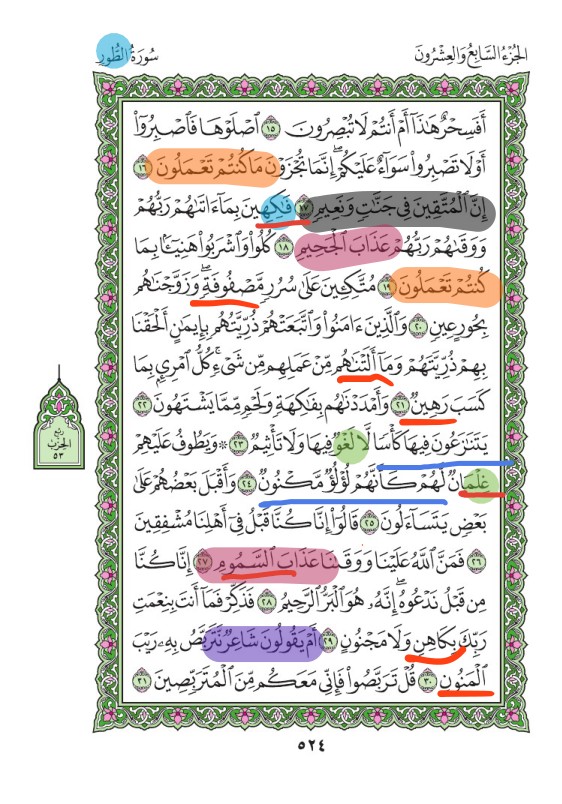 الجُزْءُ السَّابِعُ وَالعِشْرُونَ
سُورَةُ الطُّورِ
أَفَسِحْرٌ هَٰذَآ أَمْ أَنتُمْ لَا تُبْصِرُونَ ١٥ ٱصْلَوْهَا فَٱصْبِرُوٓا۟
أَوْ لَا تَصْبِرُوا۟ سَوَآءٌ عَلَيْكُمْ ۖ إِنَّمَا تُجْزَوْنَ مَا كُنتُمْ تَعْمَلُونَ ١٦
إِنَّ ٱلْمُتَّقِينَ فِى جَنَّٰتٍ وَنَعِيمٍ ١٧ فَٰكِهِينَ بِمَآ ءَاتَىٰهُمْ رَبُّهُمْ
وَوَقَىٰهُمْ رَبُّهُمْ عَذَابَ ٱلْجَحِيمِ ١٨ كُلُوا۟ وَٱشْرَبُوا۟ هَنِيٓـًٔۢا بِمَا
كُنتُمْ تَعْمَلُونَ ١٩ مُتَّكِـِٔينَ عَلَىٰ سُرُرٍ مَّصْفُوفَةٍ ۖ وَزَوَّجْنَٰهُم
بِحُورٍ عِينٍ ٢٠ وَٱلَّذِينَ ءَامَنُوا۟ وَٱتَّبَعَتْهُمْ ذُرِّيَّتُهُم بِإِيمَٰنٍ أَلْحَقْنَا
بِهِمْ ذُرِّيَّتَهُمْ وَمَآ أَلَتْنَٰهُم مِّنْ عَمَلِهِم مِّن شَىْءٍ ۚ كُلُّ ٱمْرِئٍۭ بِمَا
كَسَبَ رَهِينٌ ٢١ وَأَمْدَدْنَٰهُم بِفَٰكِهَةٍ وَلَحْمٍ مِّمَّا يَشْتَهُونَ ٢٢
يَتَنَٰزَعُونَ فِيهَا كَأْسًا لَّا لَغْوٌ فِيهَا وَلَا تَأْثِيمٌ ٢٣ ۞ وَيَطُوفُ عَلَيْهِمْ
غِلْمَانٌ لَّهُمْ كَأَنَّهُمْ لُؤْلُؤٌ مَّكْنُونٌ ٢٤ وَأَقْبَلَ بَعْضُهُمْ عَلَىٰ
بَعْضٍ يَتَسَآءَلُونَ ٢٥ قَالُوٓا۟ إِنَّا كُنَّا قَبْلُ فِىٓ أَهْلِنَا مُشْفِقِينَ
٢٦ فَمَنَّ ٱللَّهُ عَلَيْنَا وَوَقَىٰنَا عَذَابَ ٱلسَّمُومِ ٢٧ إِنَّا كُنَّا
مِن قَبْلُ نَدْعُوهُ ۖ إِنَّهُۥ هُوَ ٱلْبَرُّ ٱلرَّحِيمُ ٢٨ فَذَكِّرْ فَمَآ أَنتَ بِنِعْمَتِ
رَبِّكَ بِكَاهِنٍ وَلَا مَجْنُونٍ ٢٩ أَمْ يَقُولُونَ شَاعِرٌ نَّتَرَبَّصُ بِهِۦ رَيْبَ
ٱلْمَنُونِ ٣٠ قُلْ تَرَبَّصُوا۟ فَإِنِّى مَعَكُم مِّنَ ٱلْمُتَرَبِّصِينَ ٣١
ربع
الحزب
٥٣
٥٢٤